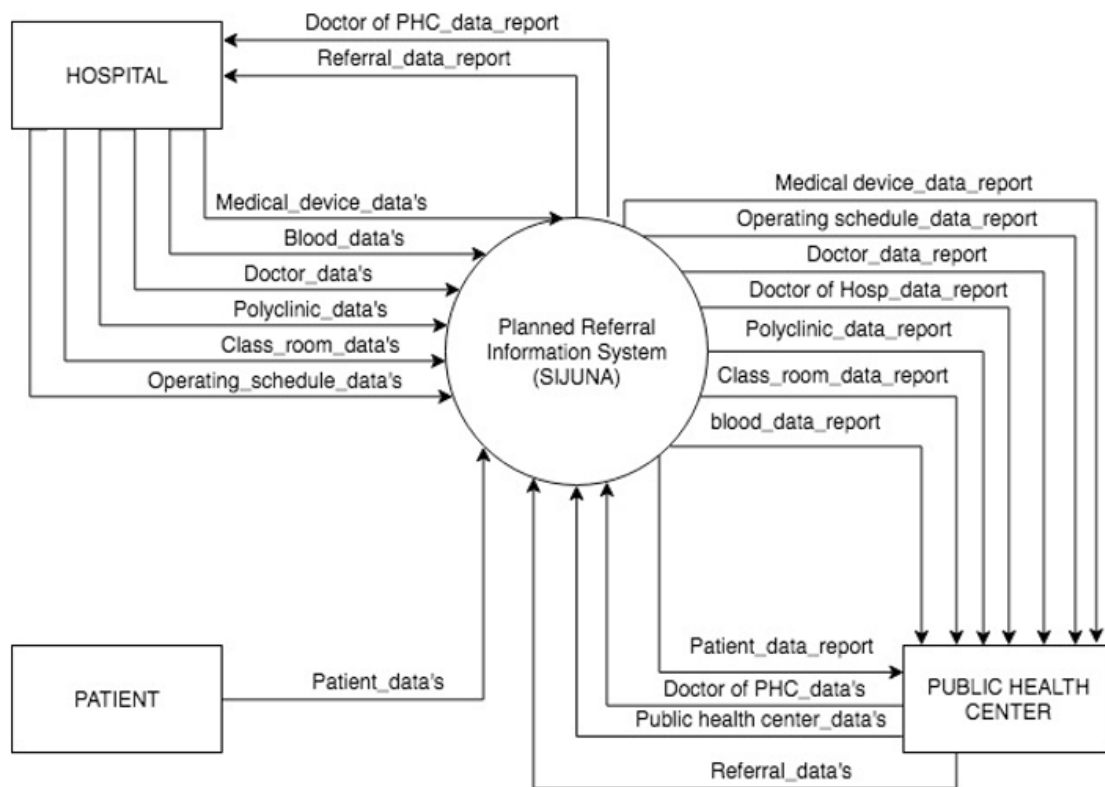 Doctor of PHC_data_report
Referral_data_report
HOSPITAL
Medical_device_data's
Blood_data's
Doctor_data's
Polyclinic_data's
Class_room_data's
Operating_schedule_data's
Planned Referral
Information System
(SIJUNA)
Medical device_data_report
Operating schedule_data_report
Doctor_data_report
Doctor of Hosp_data_report
Polyclinic_data_report
Class_room_data_report
blood_data_report
PATIENT
Patient_data's
Patient_data_report
Doctor of PHC_data's
Public health center_data's
Referral_data's
PUBLIC HEALTH
CENTER